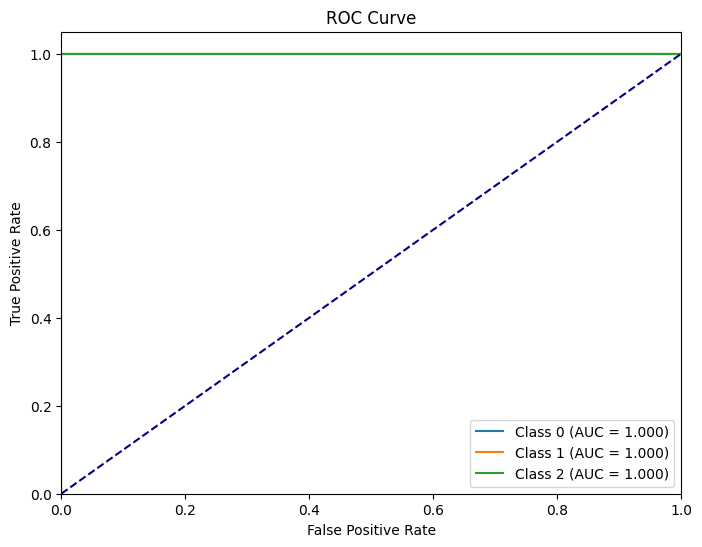 ROC Curve
True Positive Rate
1.0
0.8
0.6
0.4
0.2
0.0
Class 0 (AUC = 1.000)
Class 1 (AUC = 1.000)
Class 2 (AUC = 1.000)
0.0 0.2 0.4 0.6 0.8 1.0
False Positive Rate